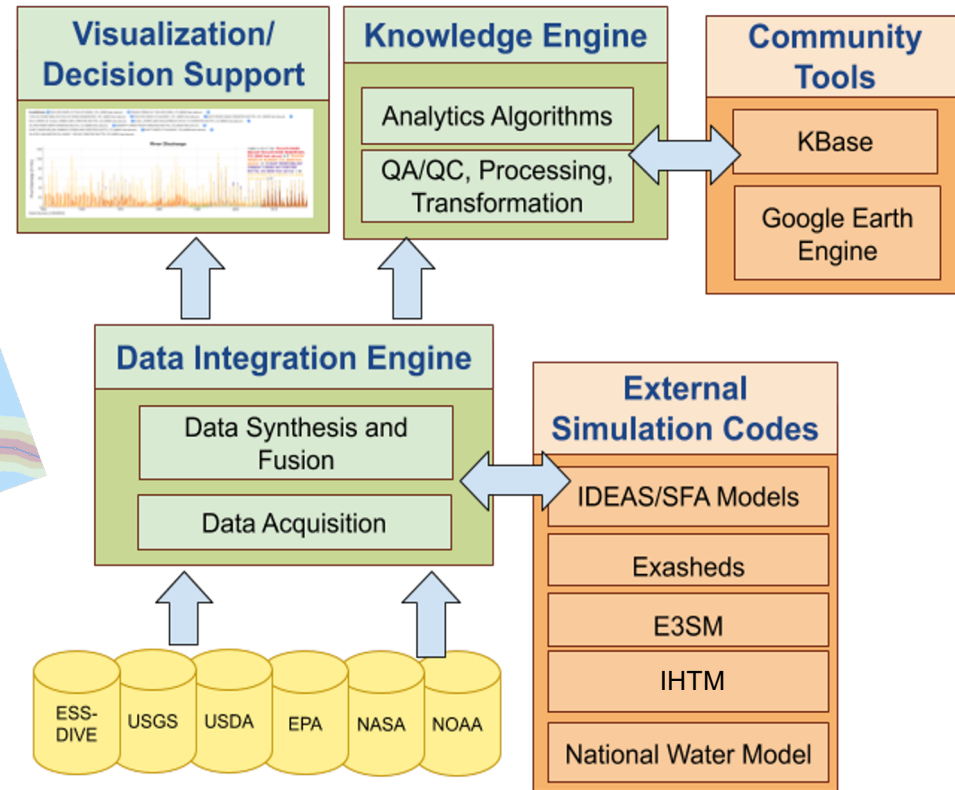 Visualization/
Decision Support
River Discharge
Knowledge Engine
Analytics Algorithms
QA/QC, Processing,
Transformation
Community
Tools
KBase
Google Earth
Engine
Data Integration Engine
Data Synthesis and
Fusion
Data Acquisition
External
Simulation Codes
IDEAS/SFA Models
Exasheds
E3SM
IHTM
National Water Model
ESS-
DIVE
USGS
USDA
EPA
NASA
NOAA